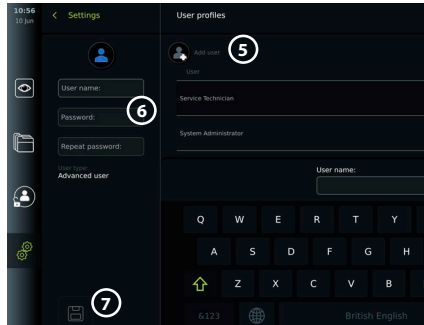 10:56
10 Jun
Settings
User profiles
Add user
5
User
User name:
Service Technician
6
Password:
System Administrator
Repeat password:
User type:
Advanced user
User name:
Q W E R T Y
A S D F G H
Z X C V B
7
&123
British English